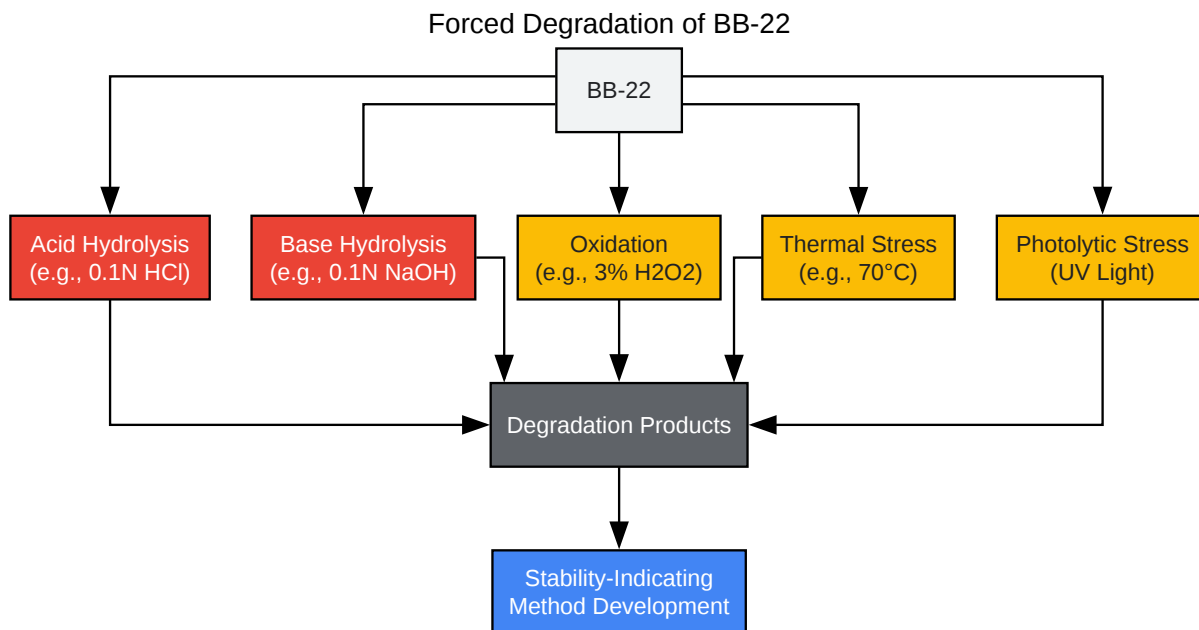 Forced Degradation of BB-22
BB-22
Acid Hydrolysis
(e.g., 0.1N HCl)
Base Hydrolysis
(e.g., 0.1N NaOH)
Oxidation
(e.g., 3% H2O2)
Thermal Stress
(e.g., 70°C)
Photolytic Stress
(UV Light)
Degradation Products
Stability-Indicating
Method Development